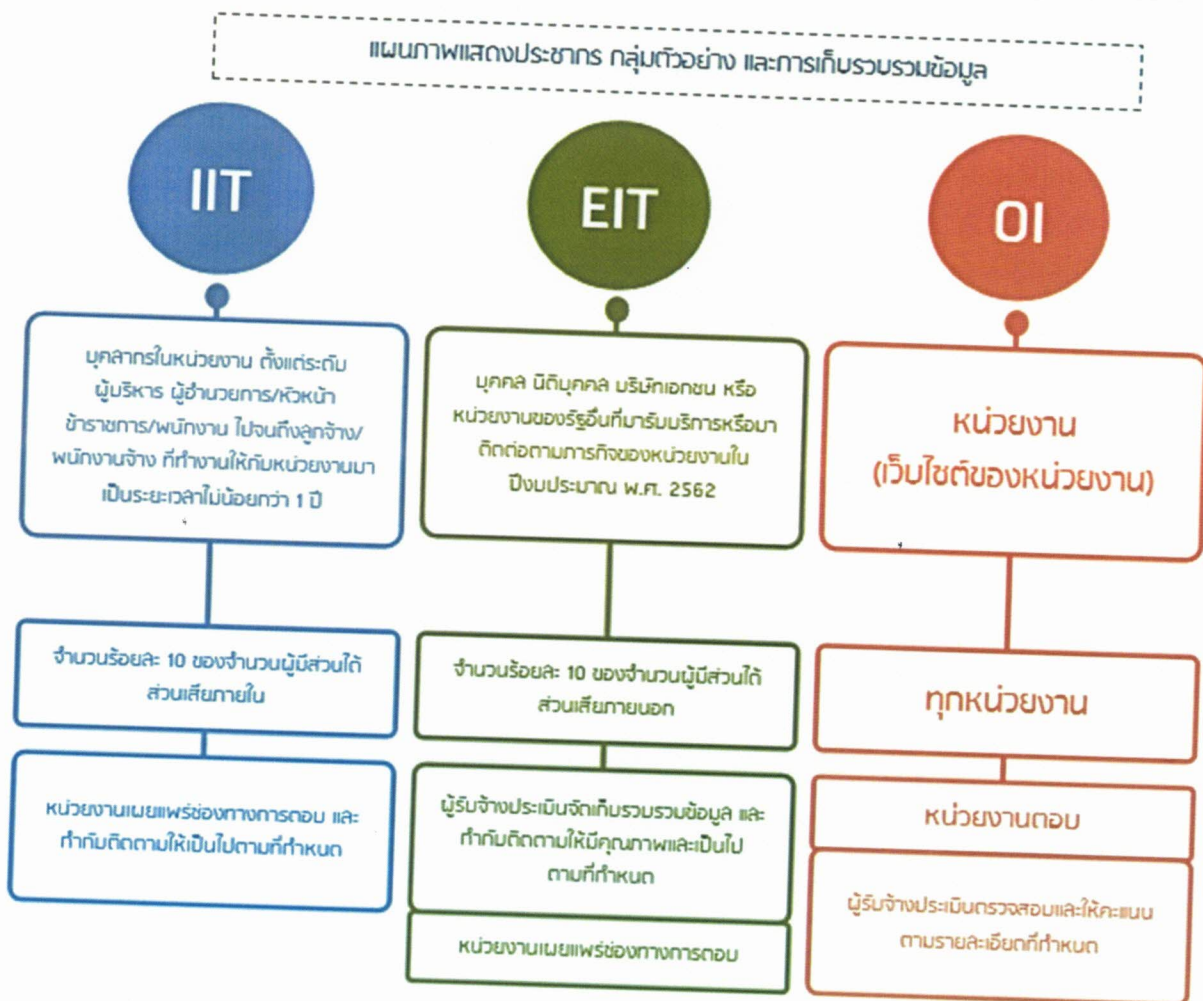 แผนภาพแสดงประชากร กลุ่มตัวอย่าง และการเก็บรวบรวมข้อมูล
IIT
บุคลากรในหน่วยงาน ตั้งแต่ระดับ
ผู้บริหาร ผู้อำนวยการ/หัวหน้า
ข้าราชการ/พนักงาน ไปจนถึงลูกจ้าง/
พนักงานจ้าง ที่ทำงานให้กับหน่วยงานมา
เป็นระยะเวลาไม่น้อยกว่า 1 ปี
จำนวนร้อยละ 10 ของจำนวนผู้มีส่วนได้
ส่วนเสียภายใน
หน่วยงานเผยแพร่ช่องทางการตอบ และ
กำกับติดตามให้เป็นไปตามที่กำหนด
EIT
บุคคล นิติบุคคล บริษัทเอกชน หรือ
หน่วยงานของรัฐอื่นที่มารับบริการหรือมา
ติดต่อตามภารกิจของหน่วยงานใน
ปีงบประมาณ พ.ศ. 2562
จำนวนร้อยละ 10 ของจำนวนผู้มีส่วนได้
ส่วนเสียภายนอก
ผู้รับจ้างประเมินจัดเก็บรวบรวมข้อมูล และ
กำกับติดตามให้มีคุณภาพและเป็นไป
ตามที่กำหนด
หน่วยงานเผยแพร่ช่องทางการตอบ
OI
หน่วยงาน
(เว็บไซต์ของหน่วยงาน)
ทุกหน่วยงาน
หน่วยงานตอบ
ผู้รับจ้างประเมินตรวจสอบและให้คะแนน
ตามรายละเอียดที่กำหนด